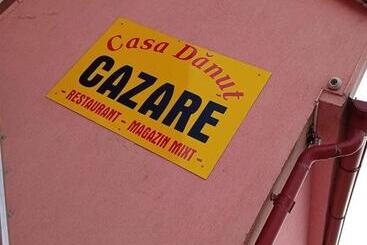 Casa Dănuț
CAZARE
- RESTAURANT - MAGAZIN MIXT -